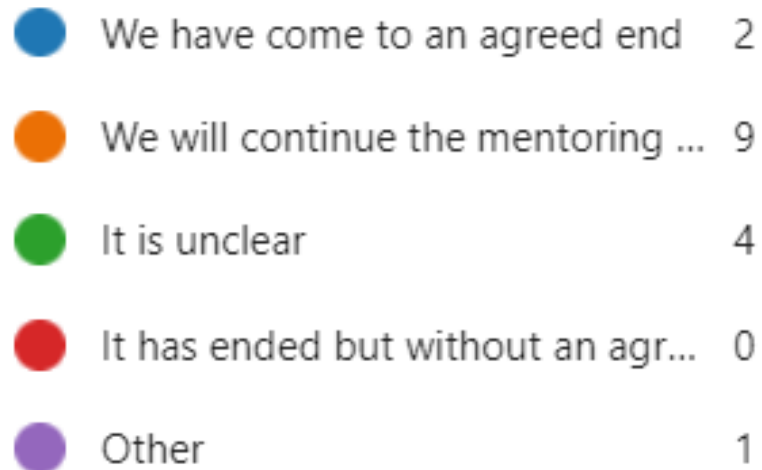 We have come to an agreed end 2
We will continue the mentoring ... 9
It is unclear 4
It has ended but without an agr... 0
Other 1